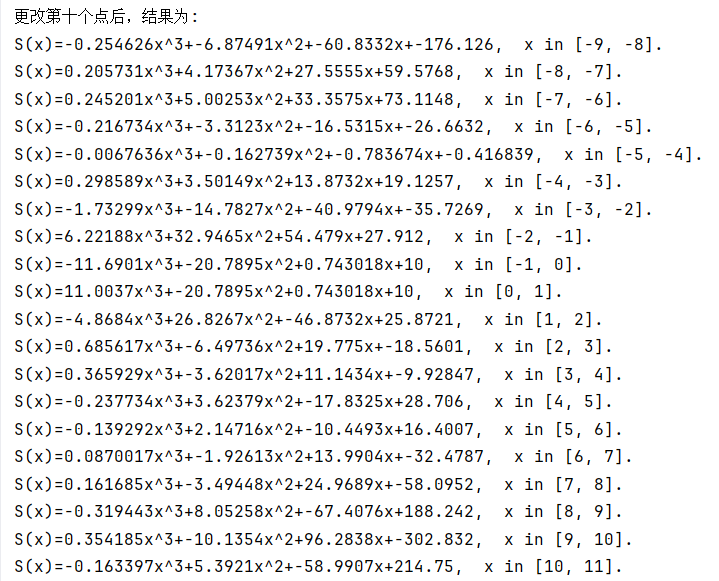 更改第十个点后，结果为：
S(x)=-0.254626x^3+-6.87491x^2+-60.8332x+-176.126,  x in [-9, -8].
S(x)=0.205731x^3+4.17367x^2+27.5555x+59.5768,  x in [-8, -7].
S(x)=0.245201x^3+5.00253x^2+33.3575x+73.1148,  x in [-7, -6].
S(x)=-0.216734x^3+-3.3123x^2+-16.5315x+-26.6632,  x in [-6, -5].
S(x)=-0.0067636x^3+-0.162739x^2+-0.783674x+-0.416839,  x in [-5, -4].
S(x)=0.298589x^3+3.50149x^2+13.8732x+19.1257,  x in [-4, -3].
S(x)=-1.73299x^3+-14.7827x^2+-40.9794x+-35.7269,  x in [-3, -2].
S(x)=6.22188x^3+32.9465x^2+54.479x+27.912,  x in [-2, -1].
S(x)=-11.6901x^3+-20.7895x^2+0.743018x+10,  x in [-1, 0].
S(x)=11.0037x^3+-20.7895x^2+0.743018x+10,  x in [0, 1].
S(x)=-4.8684x^3+26.8267x^2+-46.8732x+25.8721,  x in [1, 2].
S(x)=0.685617x^3+-6.49736x^2+19.775x+-18.5601,  x in [2, 3].
S(x)=0.365929x^3+-3.62017x^2+11.1434x+-9.92847,  x in [3, 4].
S(x)=-0.237734x^3+3.62379x^2+-17.8325x+28.706,  x in [4, 5].
S(x)=-0.139292x^3+2.14716x^2+-10.4493x+16.4007,  x in [5, 6].
S(x)=0.0870017x^3+-1.92613x^2+13.9904x+-32.4787,  x in [6, 7].
S(x)=0.161685x^3+-3.49448x^2+24.9689x+-58.0952,  x in [7, 8].
S(x)=-0.319443x^3+8.05258x^2+-67.4076x+188.242,  x in [8, 9].
S(x)=0.354185x^3+-10.1354x^2+96.2838x+-302.832,  x in [9, 10].
S(x)=-0.163397x^3+5.3921x^2+-58.9907x+214.75,  x in [10, 11].